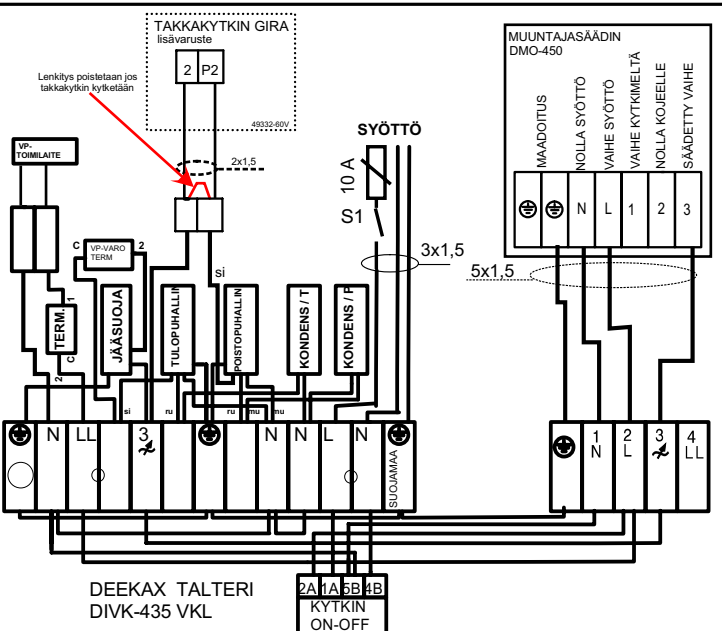 TAKKAKYTKIN GIRA
lisävaruste
Lenkitys poistetaan jos
takkakytkin kytketään
2 P2
49332-60V
2x1,5
MUUNTAJASÄÄDIN
DMO-450
MAADOITUS
NOLLA SYÖTTÖ
VAIHE SYÖTTÖ
VAIHE KYTKIMELTÄ
NOLLA KOJEELLE
SÄÄDETTY VAIHE
N L 1 2 3
5x1,5
SYÖTTÖ
10 A
S1
3x1,5
VP-
TOIMILAITE
C
VP-VARO
TERM
2
si
TERM.
1
C
2
JÄÄSUOJA
TULOPUHALLIN
POISTOPUHALLIN
KONDENS / T
KONDENS / P
si
ru
ru
mu
mu
N LL 3 N N L N
SUOJAMAA
1
N
2
L
3
4
LL
2A 1A 5B 4B
KYTKIN
ON-OFF
DEEKAX TALTERI
DIVK-435 VKL